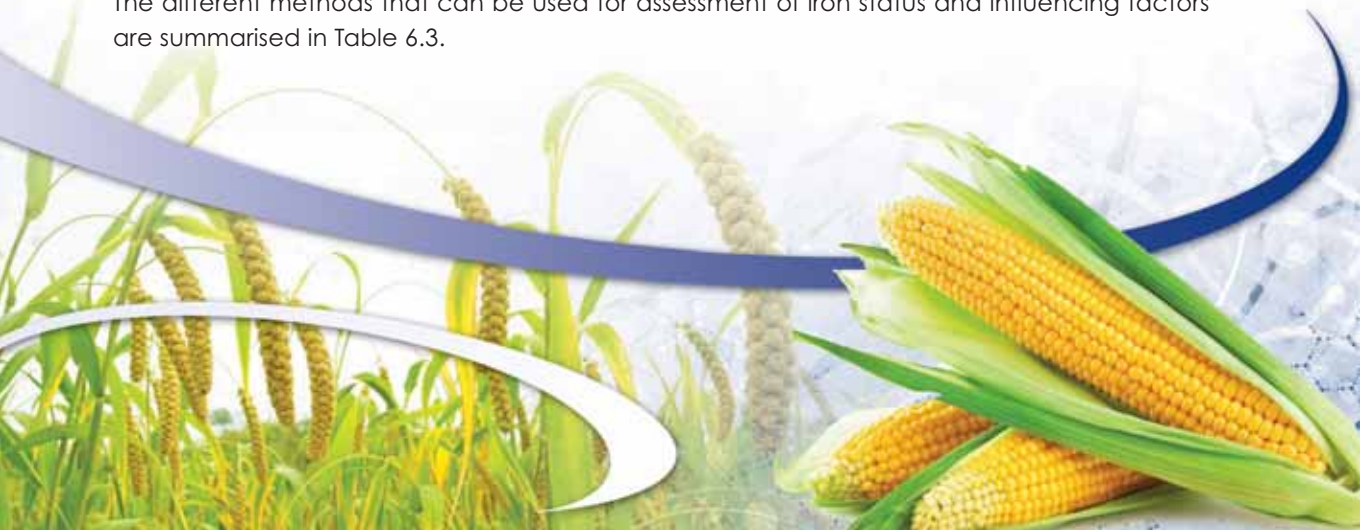 The different methods that can be used for assessment of iron status and influencing factors
are summarised in Table 6.3.